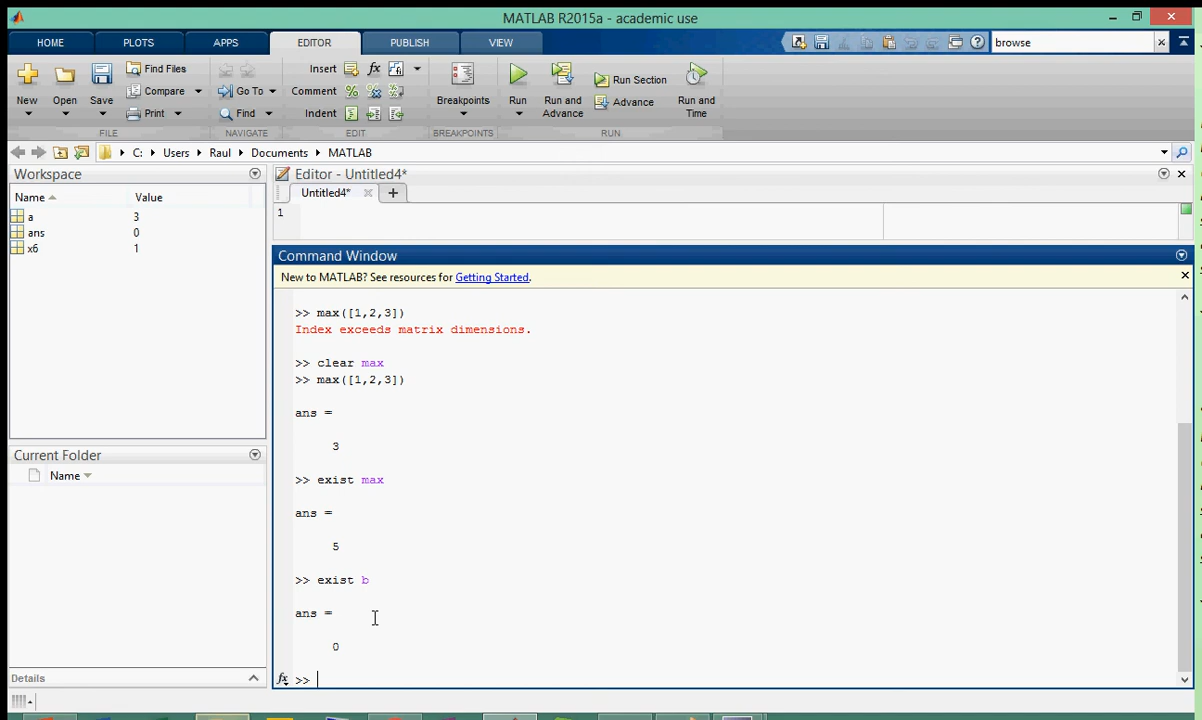 MATLAB R2015a - academic use
HOME PLOTS APPS EDITOR PUBLISH VIEW browse
Find Files Insert fx Run Section
New Open Save Compare Go To Comment Breakpoints Run Run and Advance Advance Run and Time
Print Find Indent
FILE NAVIGATE EDIT BREAKPOINTS RUN
C: Users Raul Documents MATLAB
Workspace
Name Value
a 3
ans 0
x6 1
Current Folder
Name
Details
Editor - Untitled4*
Untitled4* +
1
Command Window
New to MATLAB? See resources for Getting Started.
>> max([1,2,3])
Index exceeds matrix dimensions.
>> clear max
>> max([1,2,3])
ans =
3
>> exist max
ans =
5
>> exist b
ans =
0
fx >>